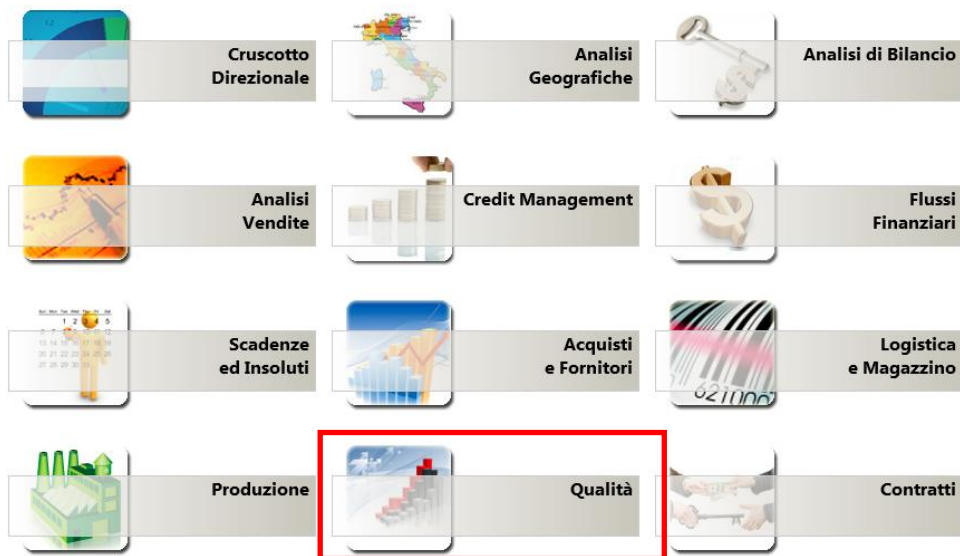 Cruscotto
Direzionale
Analisi
Geografiche
Analisi di Bilancio
Analisi
Vendite
Credit Management
Flussi
Finanziari
Scadenze
ed Insoluti
Acquisti
e Fornitori
Logistica
e Magazzino
621000
Produzione
Qualità
Contratti